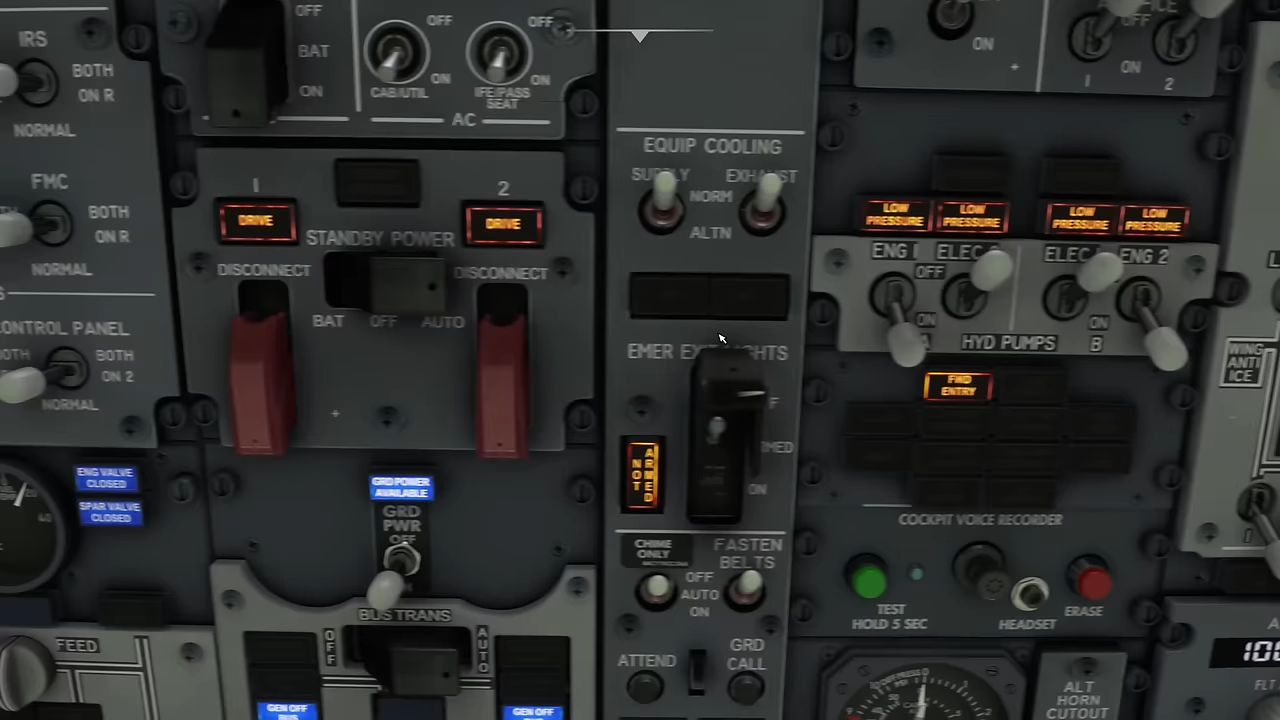 IRS
BOTH
ON R
NORMAL
FMC
BOTH
ON R
NORMAL
CONTROL PANEL
BOTH
ON 2
NORMAL
ENG VALVE
CLOSED
SPAR VALVE
CLOSED
40
FEED
OFF
BAT
ON
OFF
ON
CAB/UTIL
OFF
ON
IFE/PASS
SEAT
AC
1
DRIVE
2
DRIVE
STANDBY POWER
DISCONNECT
DISCONNECT
BAT
OFF
AUTO
GRD POWER
AVAILABLE
GRD
PWR
OFF
BUS TRANS
OFF
AUTO
GEN OFF
BUS
GEN OFF
BUS
EQUIP COOLING
SUPPLY
EXHAUST
NORM
ALTN
EMER EXIT LIGHTS
NOT
ARMED
ON
CHIME
ONLY
FASTEN
BELTS
OFF
AUTO
ON
ATTEND
GRD
CALL
ON
OFF
ON
1
2
LOW
PRESSURE
LOW
PRESSURE
LOW
PRESSURE
LOW
PRESSURE
ENG 1
ELEC 2
ELEC 1
ENG 2
OFF
ON
ON
A
HYD PUMPS
B
FWD
ENTRY
COCKPIT VOICE RECORDER
TEST
HOLD 5 SEC
HEADSET
ERASE
ALT
HORN
CUTOUT
WING
ANTI
ICE